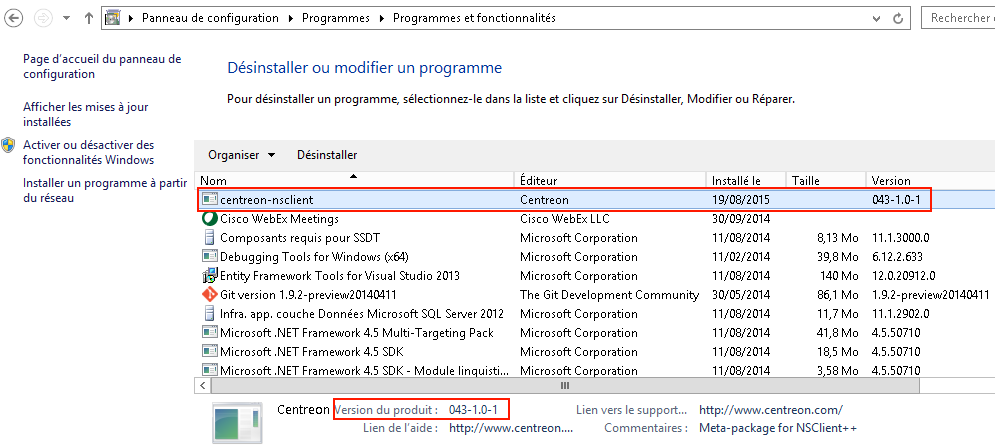 Panneau de configuration Programmes Programmes et fonctionnalités Rechercher
Page d'accueil du panneau de configuration
Afficher les mises à jour installées
Activer ou désactiver des fonctionnalités Windows
Installer un programme à partir du réseau
Désinstaller ou modifier un programme
Pour désinstaller un programme, sélectionnez-le dans la liste et cliquez sur Désinstaller, Modifier ou Réparer.
Organiser Désinstaller
Nom Éditeur Installé le Taille Version
centreon-nsclient Centreon 19/08/2015 043-1.0-1
Cisco WebEx Meetings Cisco WebEx LLC 30/09/2014
Composants requis pour SSDT Microsoft Corporation 11/08/2014 8,13 Mo 11.1.3000.0
Debugging Tools for Windows (x64) Microsoft Corporation 11/02/2014 39,8 Mo 6.12.2.633
Entity Framework Tools for Visual Studio 2013 Microsoft Corporation 11/08/2014 140 Mo 12.0.20912.0
Git version 1.9.2-preview20140411 The Git Development Community 30/05/2014 86,1 Mo 1.9.2-preview20140411
Infra. app. couche Données Microsoft SQL Server 2012 Microsoft Corporation 11/08/2014 11,7 Mo 11.1.2902.0
Microsoft .NET Framework 4.5 Multi-Targeting Pack Microsoft Corporation 11/08/2014 41,8 Mo 4.5.50710
Microsoft .NET Framework 4.5 SDK Microsoft Corporation 11/08/2014 18,5 Mo 4.5.50710
Microsoft .NET Framework 4.5 SDK - Module linguisti... Microsoft Corporation 11/08/2014 3,58 Mo 4.5.50710
Centreon Version du produit : 043-1.0-1 Lien vers le support... http://www.centreon.com/
Lien de l'aide : http://www.centreon.... Commentaires : Meta-package for NSClient++